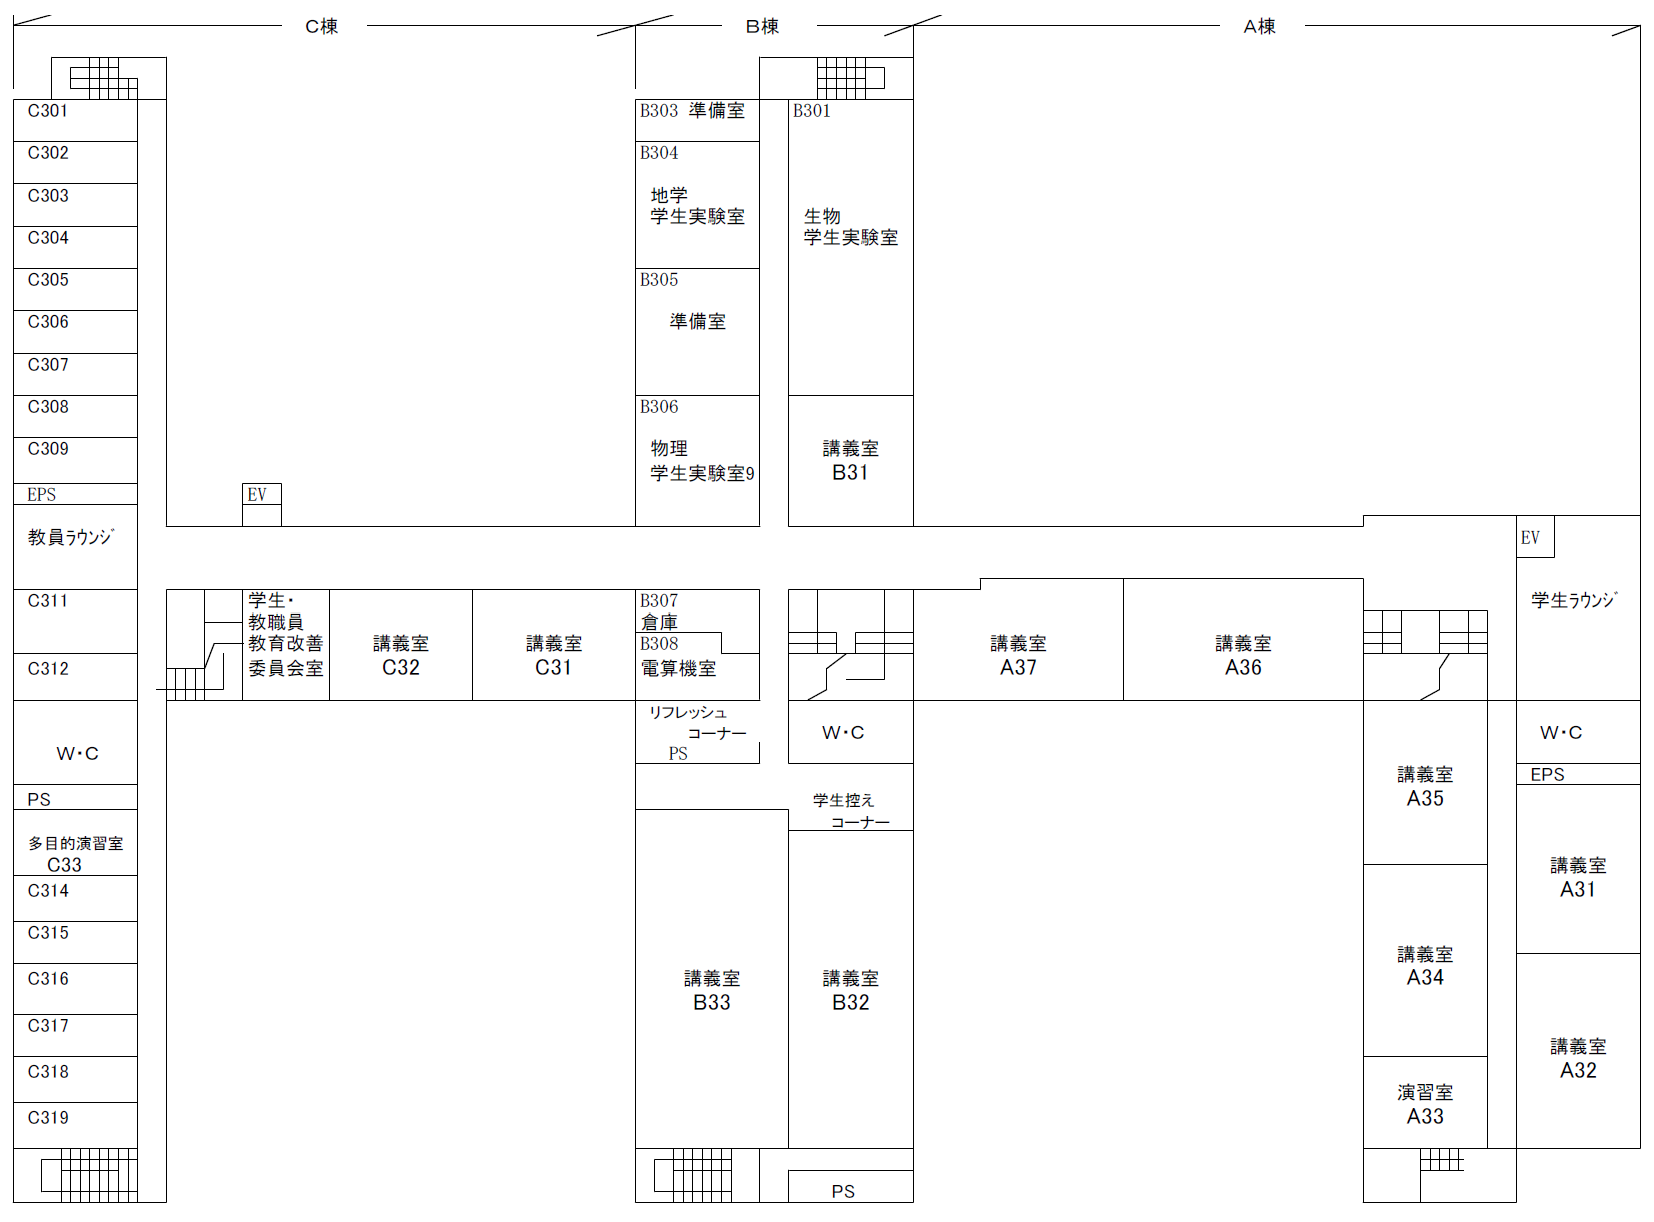 C棟
B棟
A棟
C301
C302
C303
C304
C305
C306
C307
C308
C309
EPS
教員ﾗｳﾝｼﾞ
C311
C312
W・C
PS
多目的演習室
C33
C314
C315
C316
C317
C318
C319
EV
学生・
教職員
教育改善
委員会室
講義室
C32
講義室
C31
B303 準備室
B304
地学
学生実験室
B305
準備室
B306
物理
学生実験室9
B301
生物
学生実験室
講義室
B31
B307
倉庫
B308
電算機室
リフレッシュ
コーナー
PS
W・C
学生控え
コーナー
講義室
B33
講義室
B32
PS
講義室
A37
講義室
A36
EV
学生ﾗｳﾝｼﾞ
W・C
EPS
講義室
A35
講義室
A31
講義室
A34
講義室
A32
演習室
A33